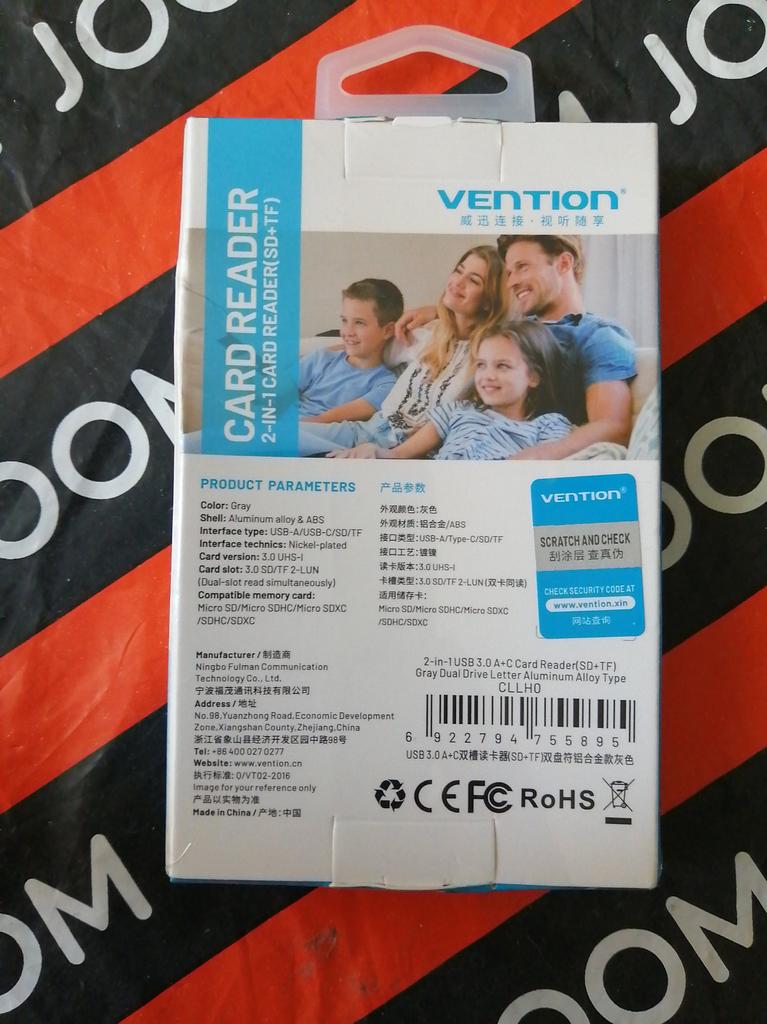 JOO
JO
OOM
OO
OM
OOM
VENTION®
威迅连接·视听随享
CARD READER
2-IN-1 CARD READER(SD+TF)
PRODUCT PARAMETERS
Color: Gray
Shell: Aluminum alloy & ABS
Interface type: USB-A/USB-C/SD/TF
Interface technics: Nickel-plated
Card version: 3.0 UHS-I
Card slot: 3.0 SD/TF 2-LUN
(Dual-slot read simultaneously)
Compatible memory card:
Micro SD/Micro SDHC/Micro SDXC
/SDHC/SDXC
产品参数
外观颜色:灰色
外观材质:铝合金/ABS
接口类型:USB-A/Type-C/SD/TF
接口工艺:镀镍
读卡版本:3.0 UHS-I
卡槽类型:3.0 SD/TF 2-LUN (双卡同读)
适用储存卡:
Micro SD/Micro SDHC/Micro SDXC
/SDHC/SDXC
VENTION®
SCRATCH AND CHECK
刮涂层 查真伪
CHECK SECURITY CODE AT
www.vention.xin
网站查询
Manufacturer / 制造商
Ningbo Fulman Communication
Technology Co., Ltd.
宁波福茂通讯科技有限公司
Address / 地址
No.98,Yuanzhong Road,Economic Development
Zone,Xiangshan County,Zhejiang,China
浙江省象山县经济开发区园中路98号
Tel: +86 400 027 0277
Website: www.vention.cn
执行标准: Q/VT02-2016
Image for your reference only
产品以实物为准
Made in China / 产地:中国
2-in-1 USB 3.0 A+C Card Reader(SD+TF)
Gray Dual Drive Letter Aluminum Alloy Type
CLLH0
6 922794 755895
USB 3.0 A+C双槽读卡器(SD+TF)双盘符铝合金款灰色
CE FC RoHS